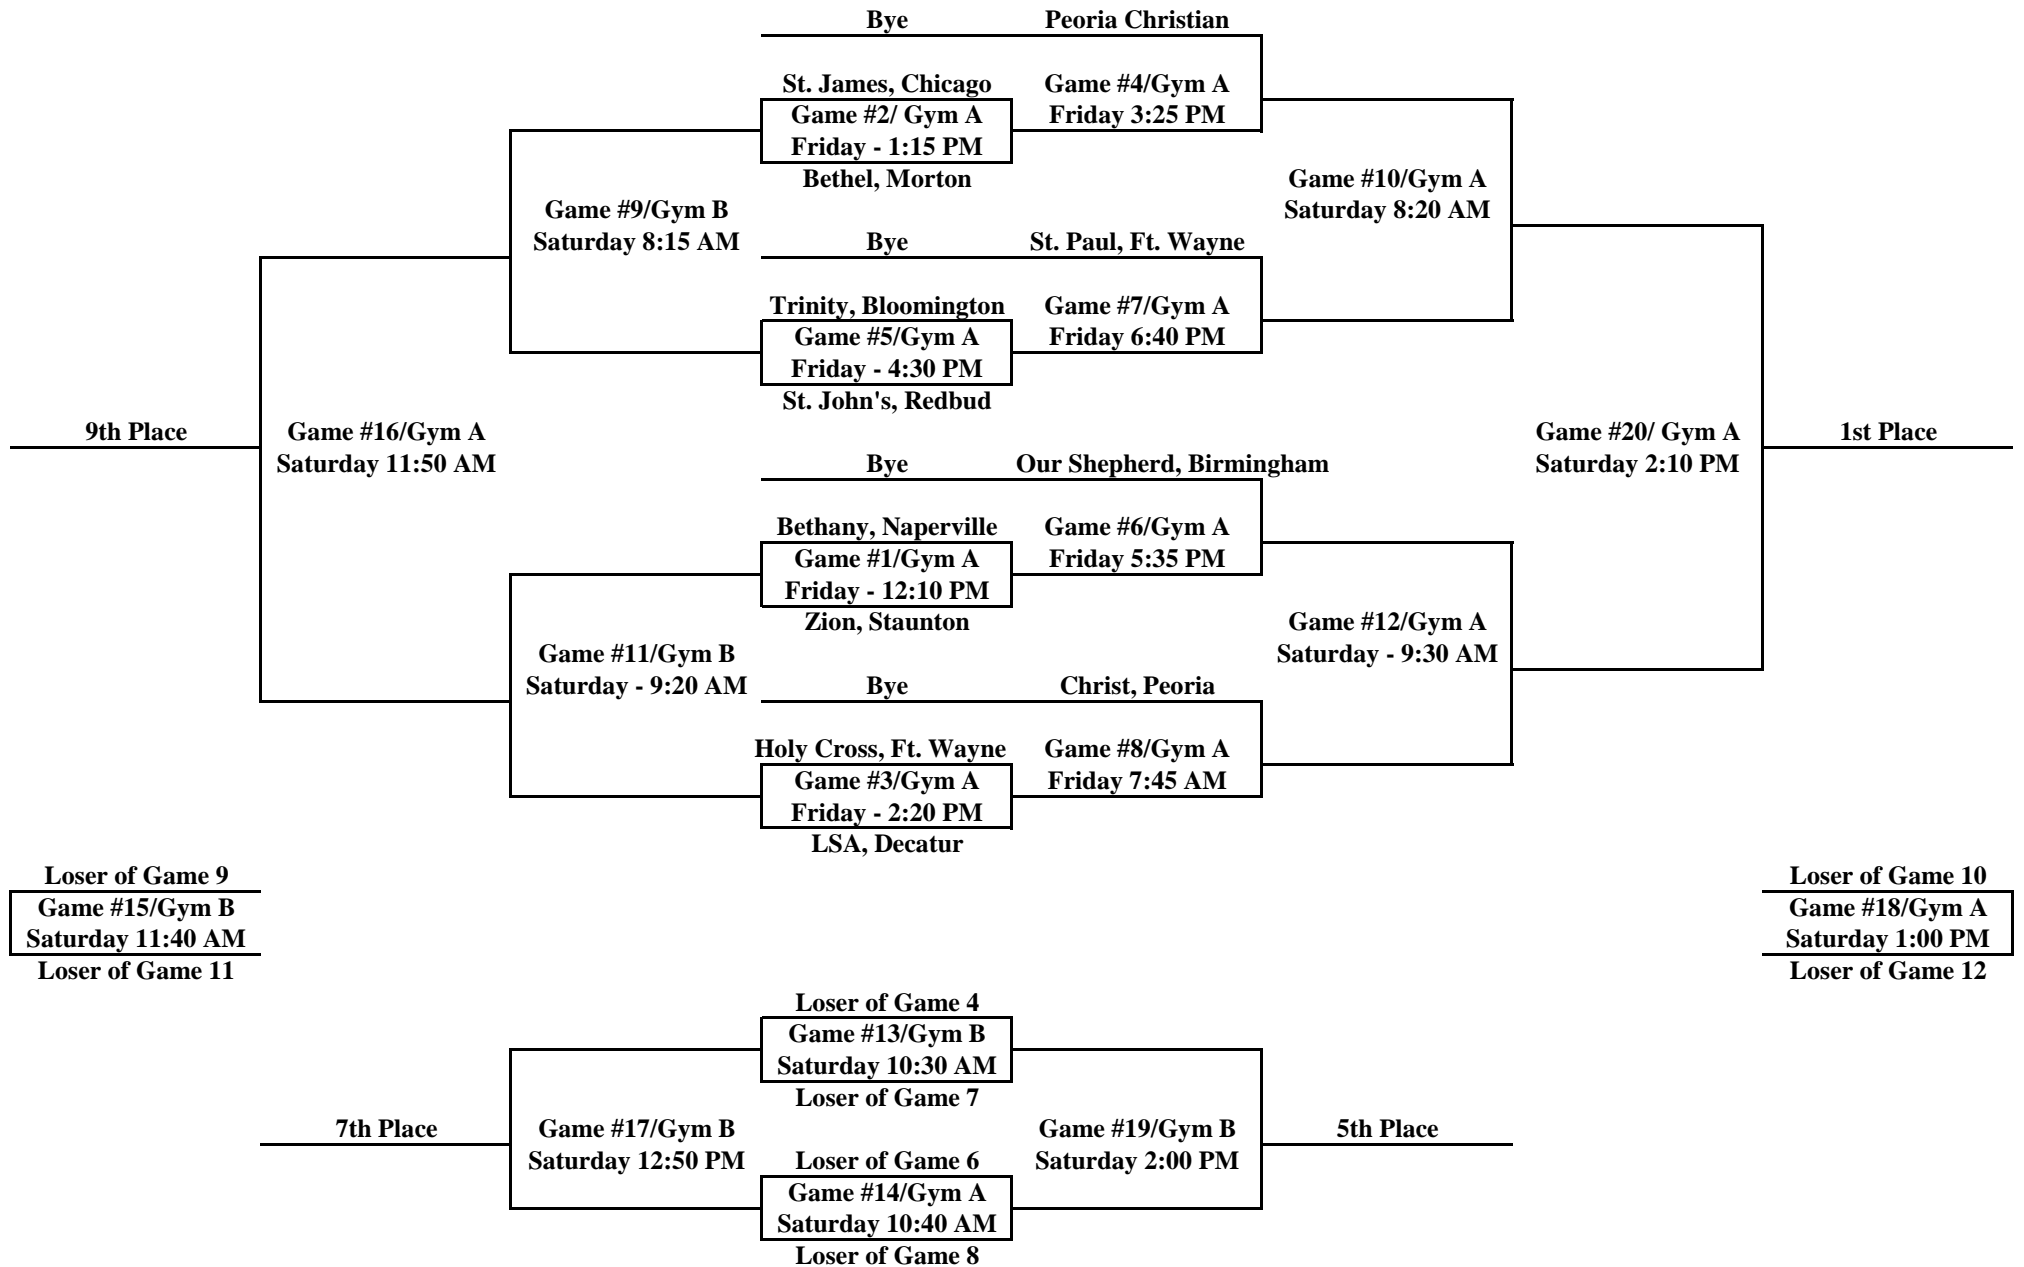 Bye
Peoria Christian
St. James, Chicago
Game #4/Gym A
Game #2/ Gym A
Friday 3:25 PM
Friday - 1:15 PM
Bethel, Morton
Game #10/Gym A
Game #9/Gym B
Saturday 8:20 AM
Saturday 8:15 AM
Bye
St. Paul, Ft. Wayne
Trinity, Bloomington
Game #7/Gym A
Game #5/Gym A
Friday 6:40 PM
Friday - 4:30 PM
St. John's, Redbud
9th Place
Game #16/Gym A
Game #20/ Gym A
1st Place
Saturday 11:50 AM
Bye
Our Shepherd, Birmingham
Saturday 2:10 PM
Bethany, Naperville
Game #6/Gym A
Game #1/Gym A
Friday 5:35 PM
Friday - 12:10 PM
Zion, Staunton
Game #12/Gym A
Game #11/Gym B
Saturday - 9:30 AM
Saturday - 9:20 AM
Bye
Christ, Peoria
Holy Cross, Ft. Wayne
Game #8/Gym A
Game #3/Gym A
Friday 7:45 AM
Friday - 2:20 PM
LSA, Decatur
Loser of Game 9
Loser of Game 10
Game #15/Gym B
Game #18/Gym A
Saturday 11:40 AM
Saturday 1:00 PM
Loser of Game 11
Loser of Game 12
Loser of Game 4
Game #13/Gym B
Saturday 10:30 AM
Loser of Game 7
7th Place
Game #17/Gym B
Game #19/Gym B
5th Place
Saturday 12:50 PM
Loser of Game 6
Saturday 2:00 PM
Game #14/Gym A
Saturday 10:40 AM
Loser of Game 8